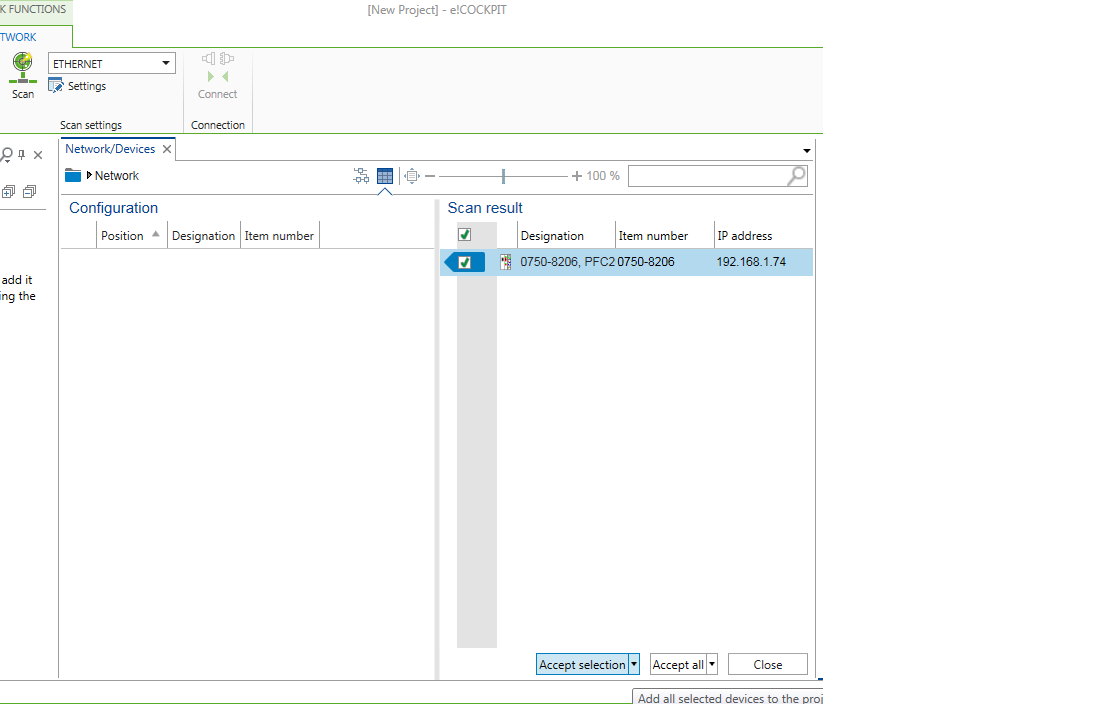 K FUNCTIONS
[New Project] - e!COCKPIT
TWORK
ETHERNET
Scan
Settings
Connect
Scan settings
Connection
Network/Devices
Network
100 %
Configuration
Scan result
Position
Designation
Item number
Designation
Item number
IP address
0750-8206, PFC2
0750-8206
192.168.1.74
add it
ing the
Accept selection
Accept all
Close
Add all selected devices to the proj